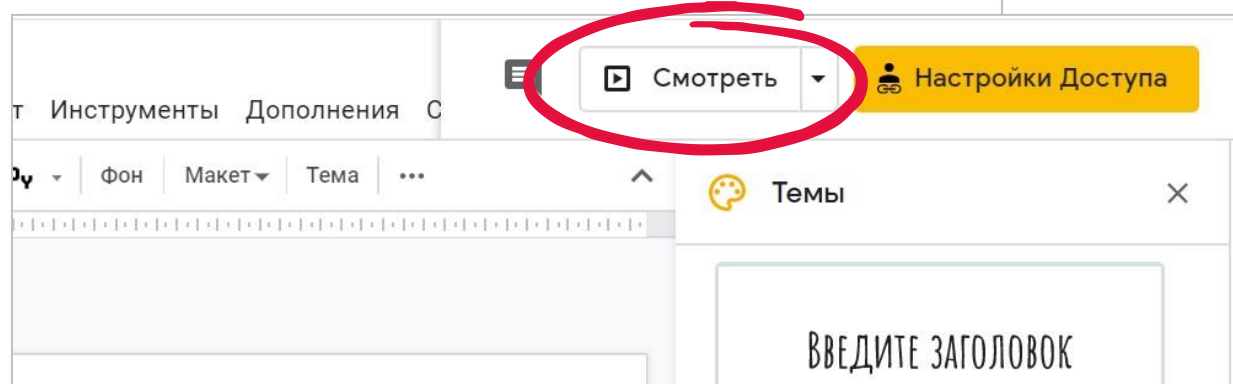 Смотреть
Настройки Доступа
Инструменты Дополнения
Фон Макет Тема
Темы
Введите заголовок